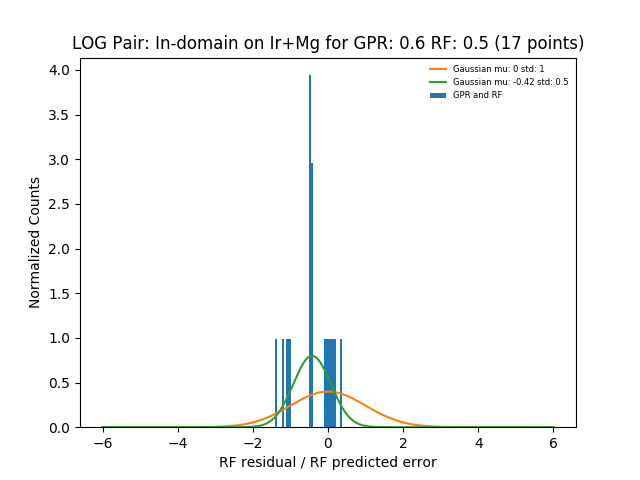 LOG Pair: In-domain on Ir+Mg for GPR: 0.6 RF: 0.5 (17 points)
Gaussian mu: 0 std: 1
Gaussian mu: -0.42 std: 0.5
GPR and RF
Normalized Counts
4.0
3.5
3.0
2.5
2.0
1.5
1.0
0.5
0.0
−6
−4
−2
0
2
4
6
RF residual / RF predicted error